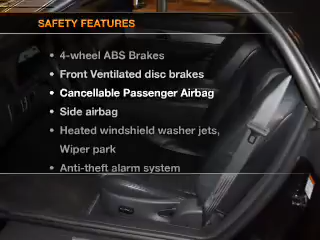 SAFETY FEATURES
• 4-wheel ABS Brakes
• Front Ventilated disc brakes
• Cancellable Passenger Airbag
• Side airbag
• Heated windshield washer jets,
Wiper park
• Anti-theft alarm system